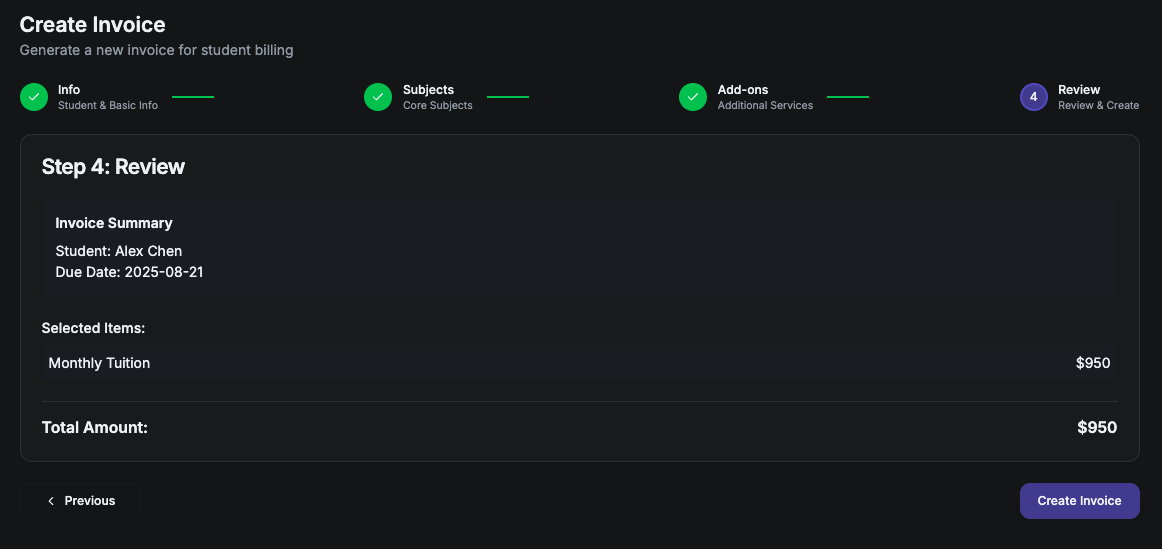 Create Invoice
Generate a new invoice for student billing
Info
Student & Basic Info
Subjects
Core Subjects
Add-ons
Additional Services
4
Review
Review & Create
Step 4: Review
Invoice Summary
Student: Alex Chen
Due Date: 2025-08-21
Selected Items:
Monthly Tuition $950
Total Amount: $950
Previous
Create Invoice